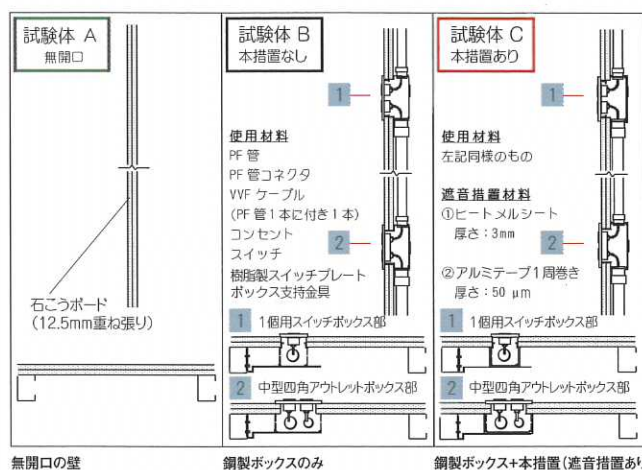 試験体 A
無開口
石こうボード
(12.5mm重ね張り)
試験体 B
本措置なし
1
使用材料
PF 管
PF 管コネクタ
VVF ケーブル
(PF 管1本に付き1本)
コンセント
スイッチ
樹脂製スイッチプレート
ボックス支持金具
2
1 1個用スイッチボックス部
2 中型四角アウトレットボックス部
試験体 C
本措置あり
1
使用材料
左記同様のもの
遮音措置材料
①ヒートメルシート
厚さ：3mm
2
②アルミテープ1周巻き
厚さ：50 μm
1 1個用スイッチボックス部
2 中型四角アウトレットボックス部
無開口の壁
鋼製ボックスのみ
鋼製ボックス+本措置(遮音措置あり